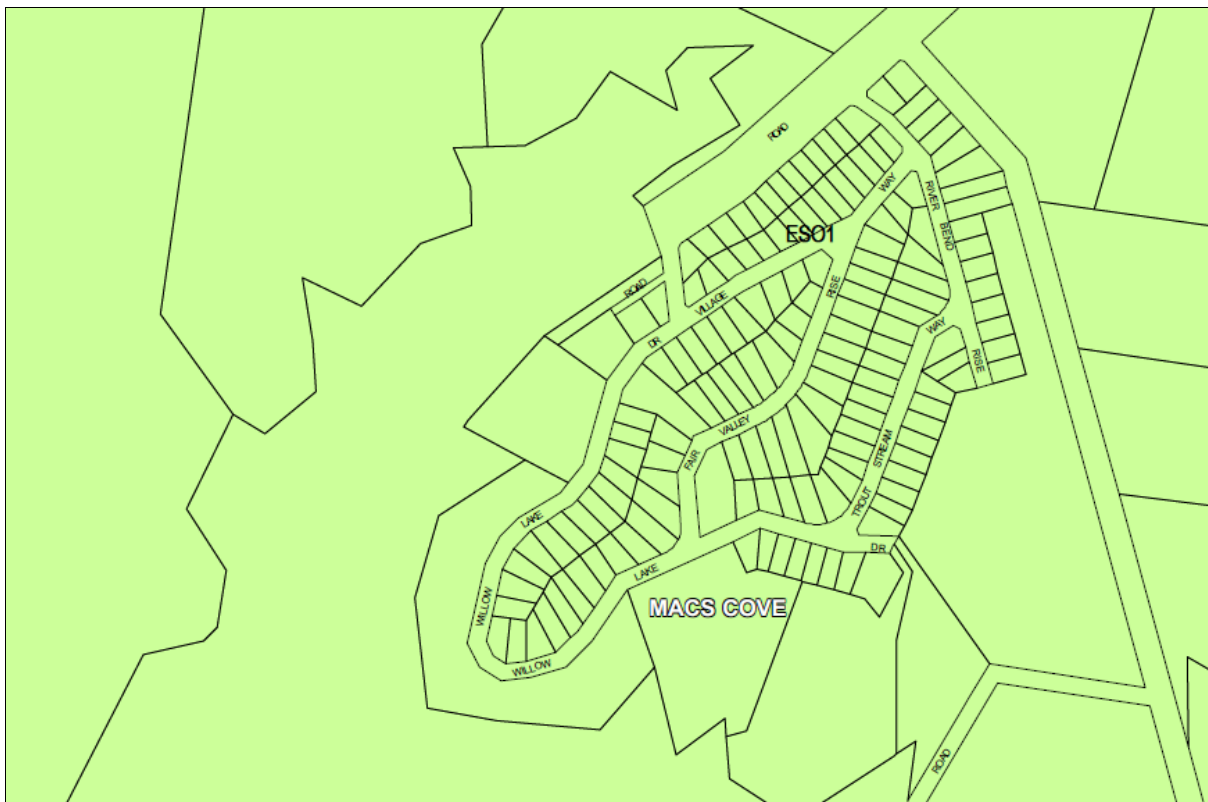 ROAD
WAY
RIVER
BEND
ESO1
ROAD
RISE
VILLAGE
WAY
DR
RISE
VALLEY
FAIR
STREAM
TROUT
LAKE
DR
LAKE
WILLOW
MACS COVE
WILLOW
ROAD